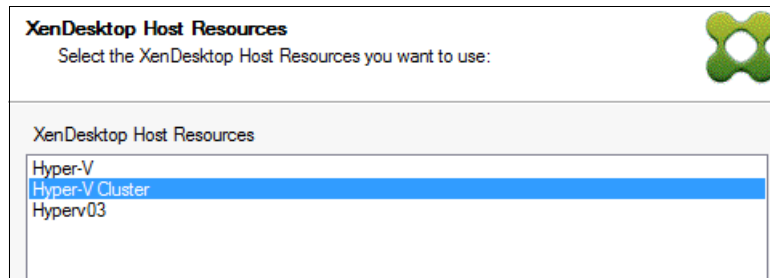 XenDesktop Host Resources
Select the XenDesktop Host Resources you want to use:
XenDesktop Host Resources
Hyper-V
Hyper-V Cluster
Hyperv03